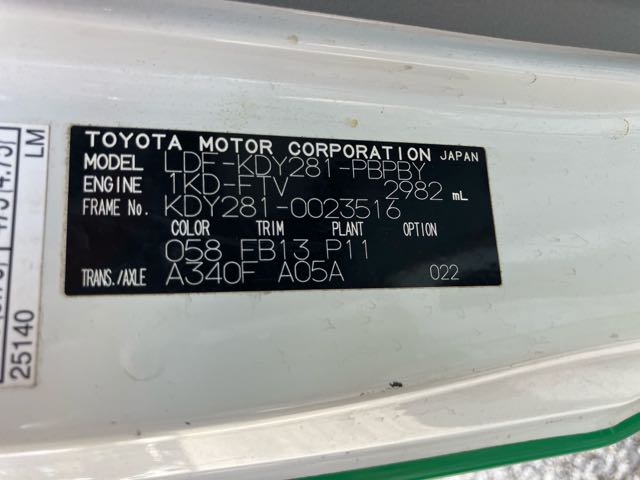 TOYOTA MOTOR CORPORATION JAPAN
MODEL LDF-KDY281-PBPBY
ENGINE 1KD-FTV 2982 mL
FRAME No. KDY281-0023516
COLOR TRIM PLANT OPTION
058 FB13 P11
TRANS./AXLE A340F A05A 022
LM
25140